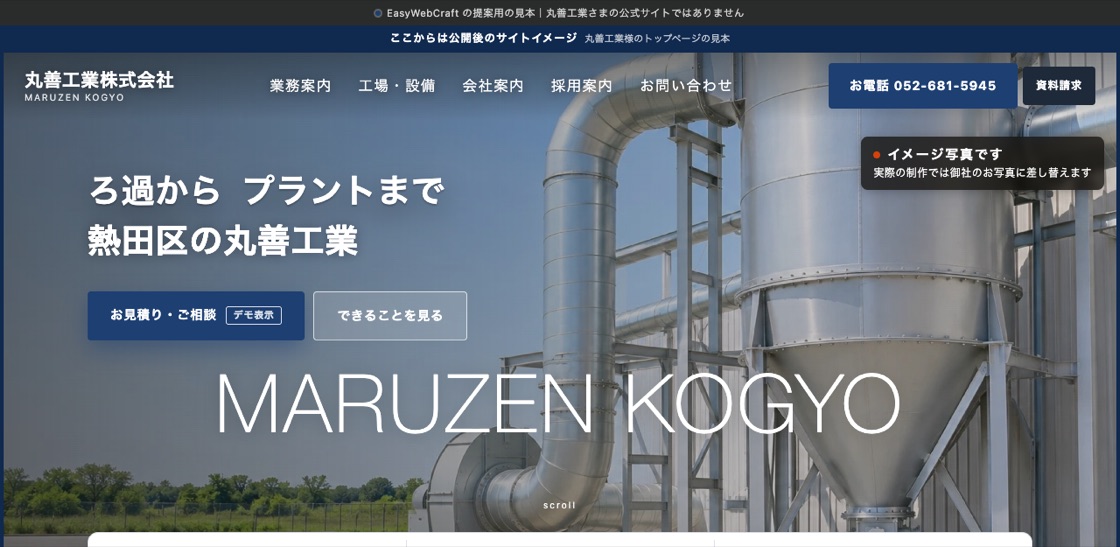 EasyWebCraft の提案用の見本｜丸善工業さまの公式サイトではありません
ここからは公開後のサイトイメージ 丸善工業様のトップページの見本
丸善工業株式会社
MARUZEN KOGYO
業務案内 工場・設備 会社案内 採用案内 お問い合わせ
お電話 052-681-5945
資料請求
イメージ写真です
実際の制作では御社のお写真に差し替えます
ろ過から プラントまで
熱田区の丸善工業
お見積り・ご相談 デモ表示
できることを見る
MARUZEN KOGYO
scroll